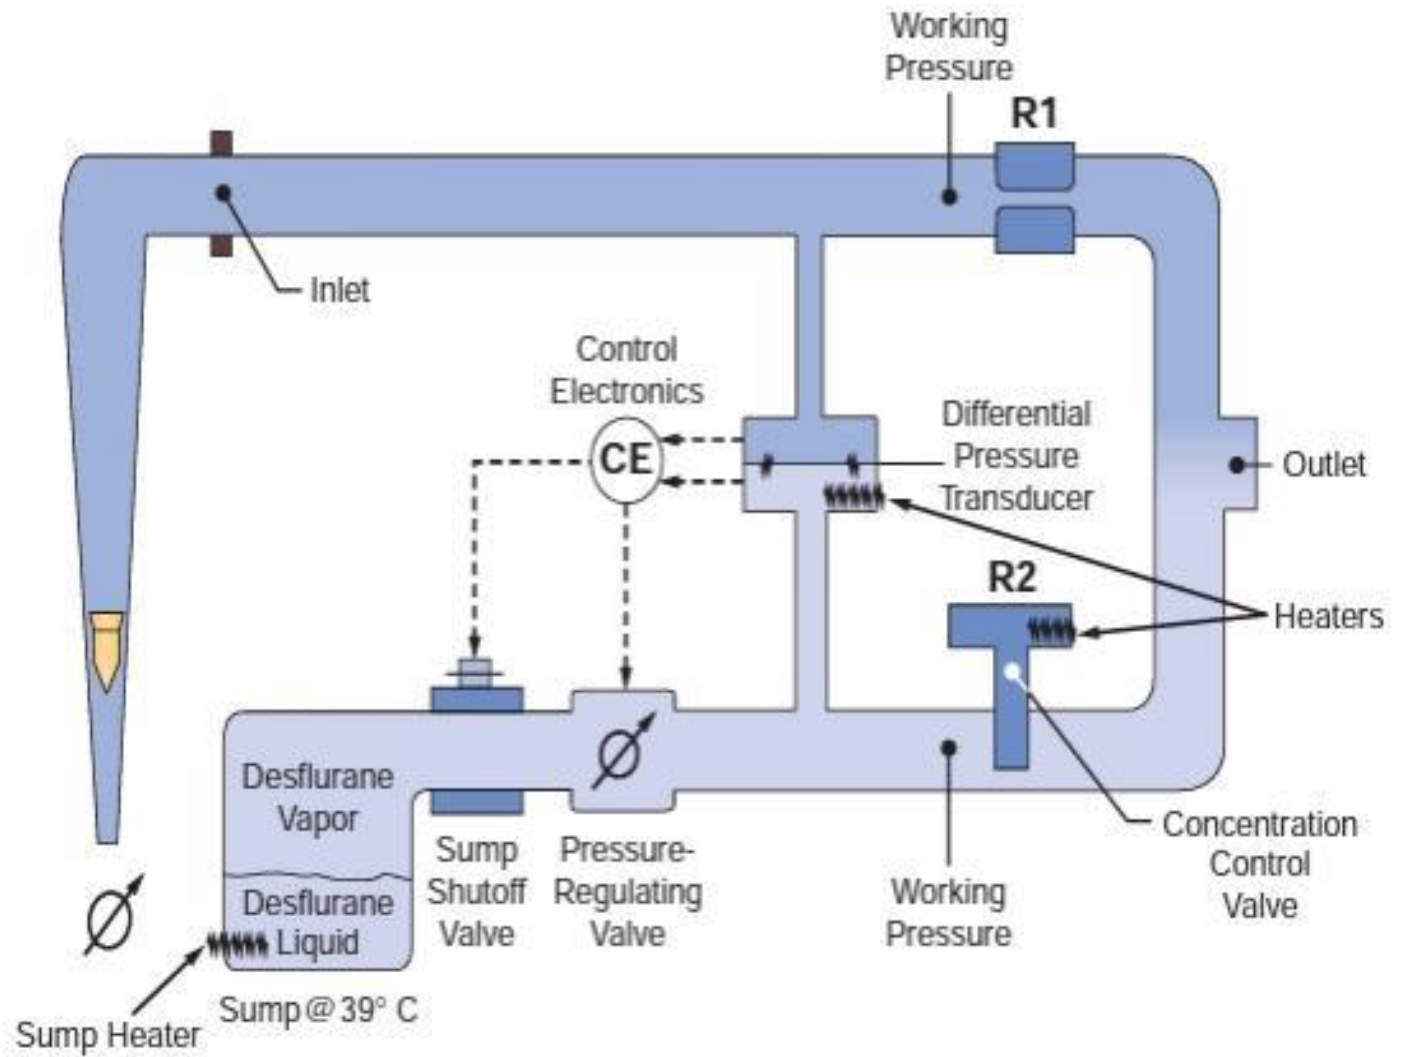 Working
Pressure
R1
Inlet
Control
Electronics
CE
Differential
Pressure
Transducer
Outlet
R2
Heaters
Desflurane
Vapor
Desflurane
Liquid
Sump
Shutoff
Valve
Pressure-
Regulating
Valve
Working
Pressure
Concentration
Control
Valve
Sump @ 39° C
Sump Heater